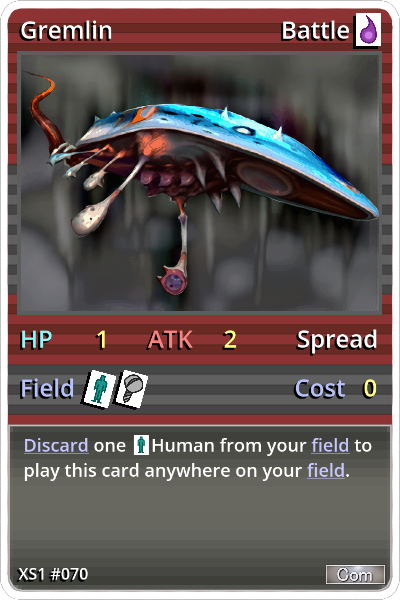 Gremlin Battle
HP 1 ATK 2 Spread
Field Cost 0
Discard one Human from your field to
play this card anywhere on your field.
XS1 #070 Com